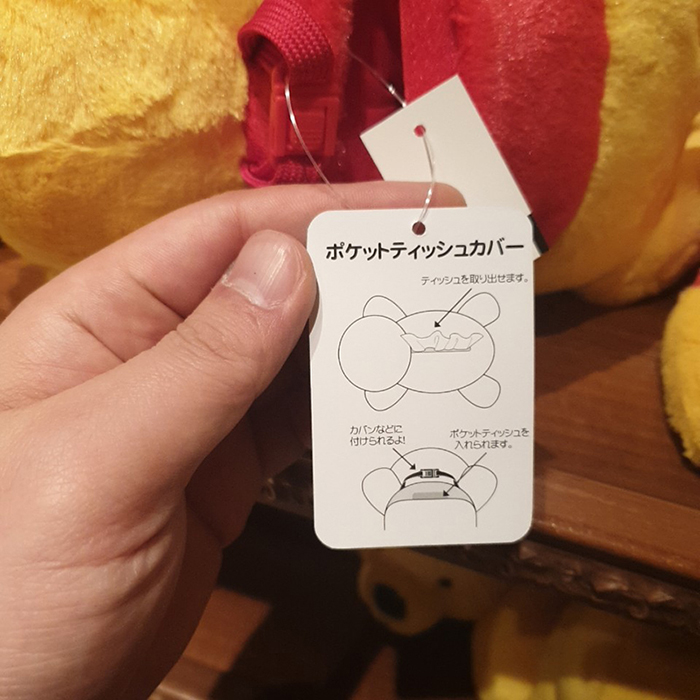 ポケットティッシュカバー
ティッシュを取り出せます。
カバンなどに
付けられるよ!
ポケットティッシュを
入れられます。